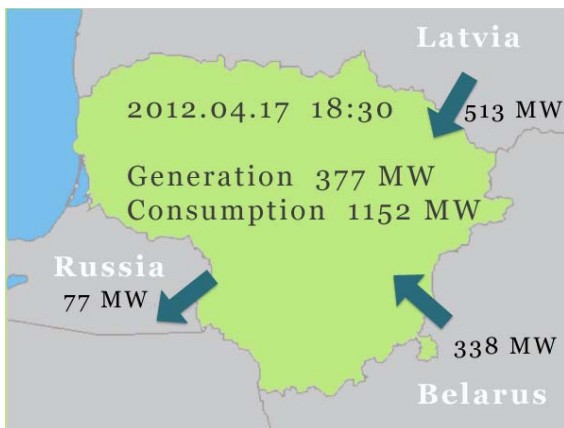 Latvia
513 MW
2012.04.17 18:30
Generation 377 MW
Consumption 1152 MW
Russia
77 MW
338 MW
Belarus